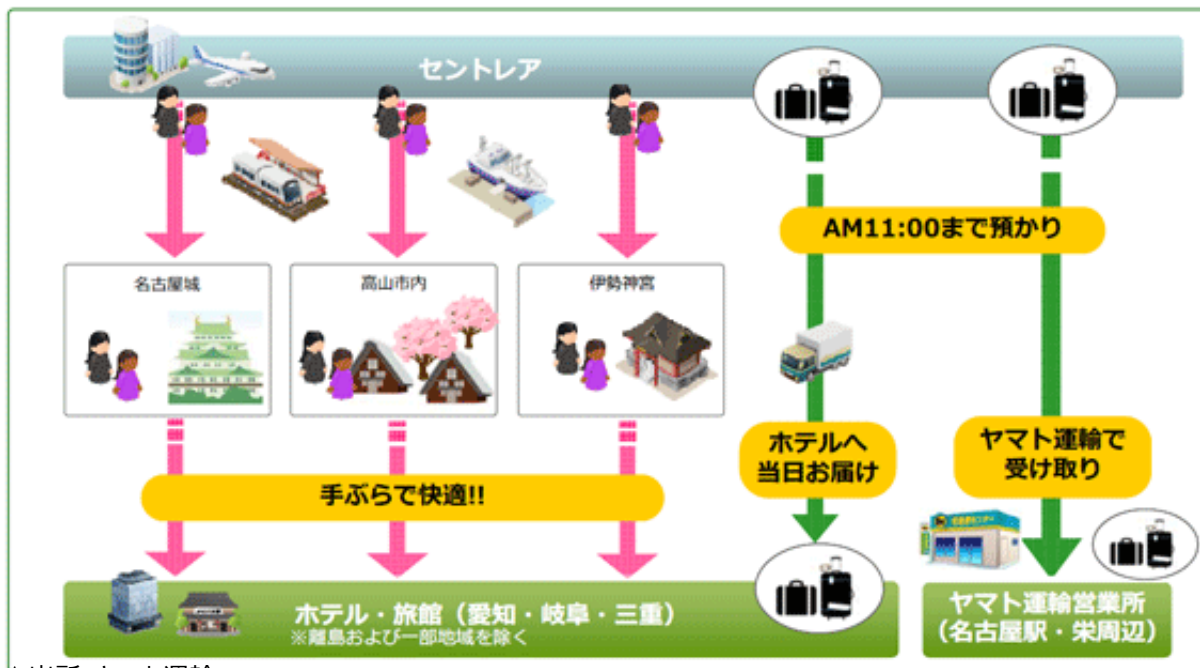 セントレア
AM11:00まで預かり
名古屋城
高山市内
伊勢神宮
ホテルへ
当日お届け
ヤマト運輸で
受け取り
手ぶらで快適!!
ホテル・旅館(愛知・岐阜・三重)
※離島および一部地域を除く
ヤマト運輸営業所
(名古屋駅・栄周辺)